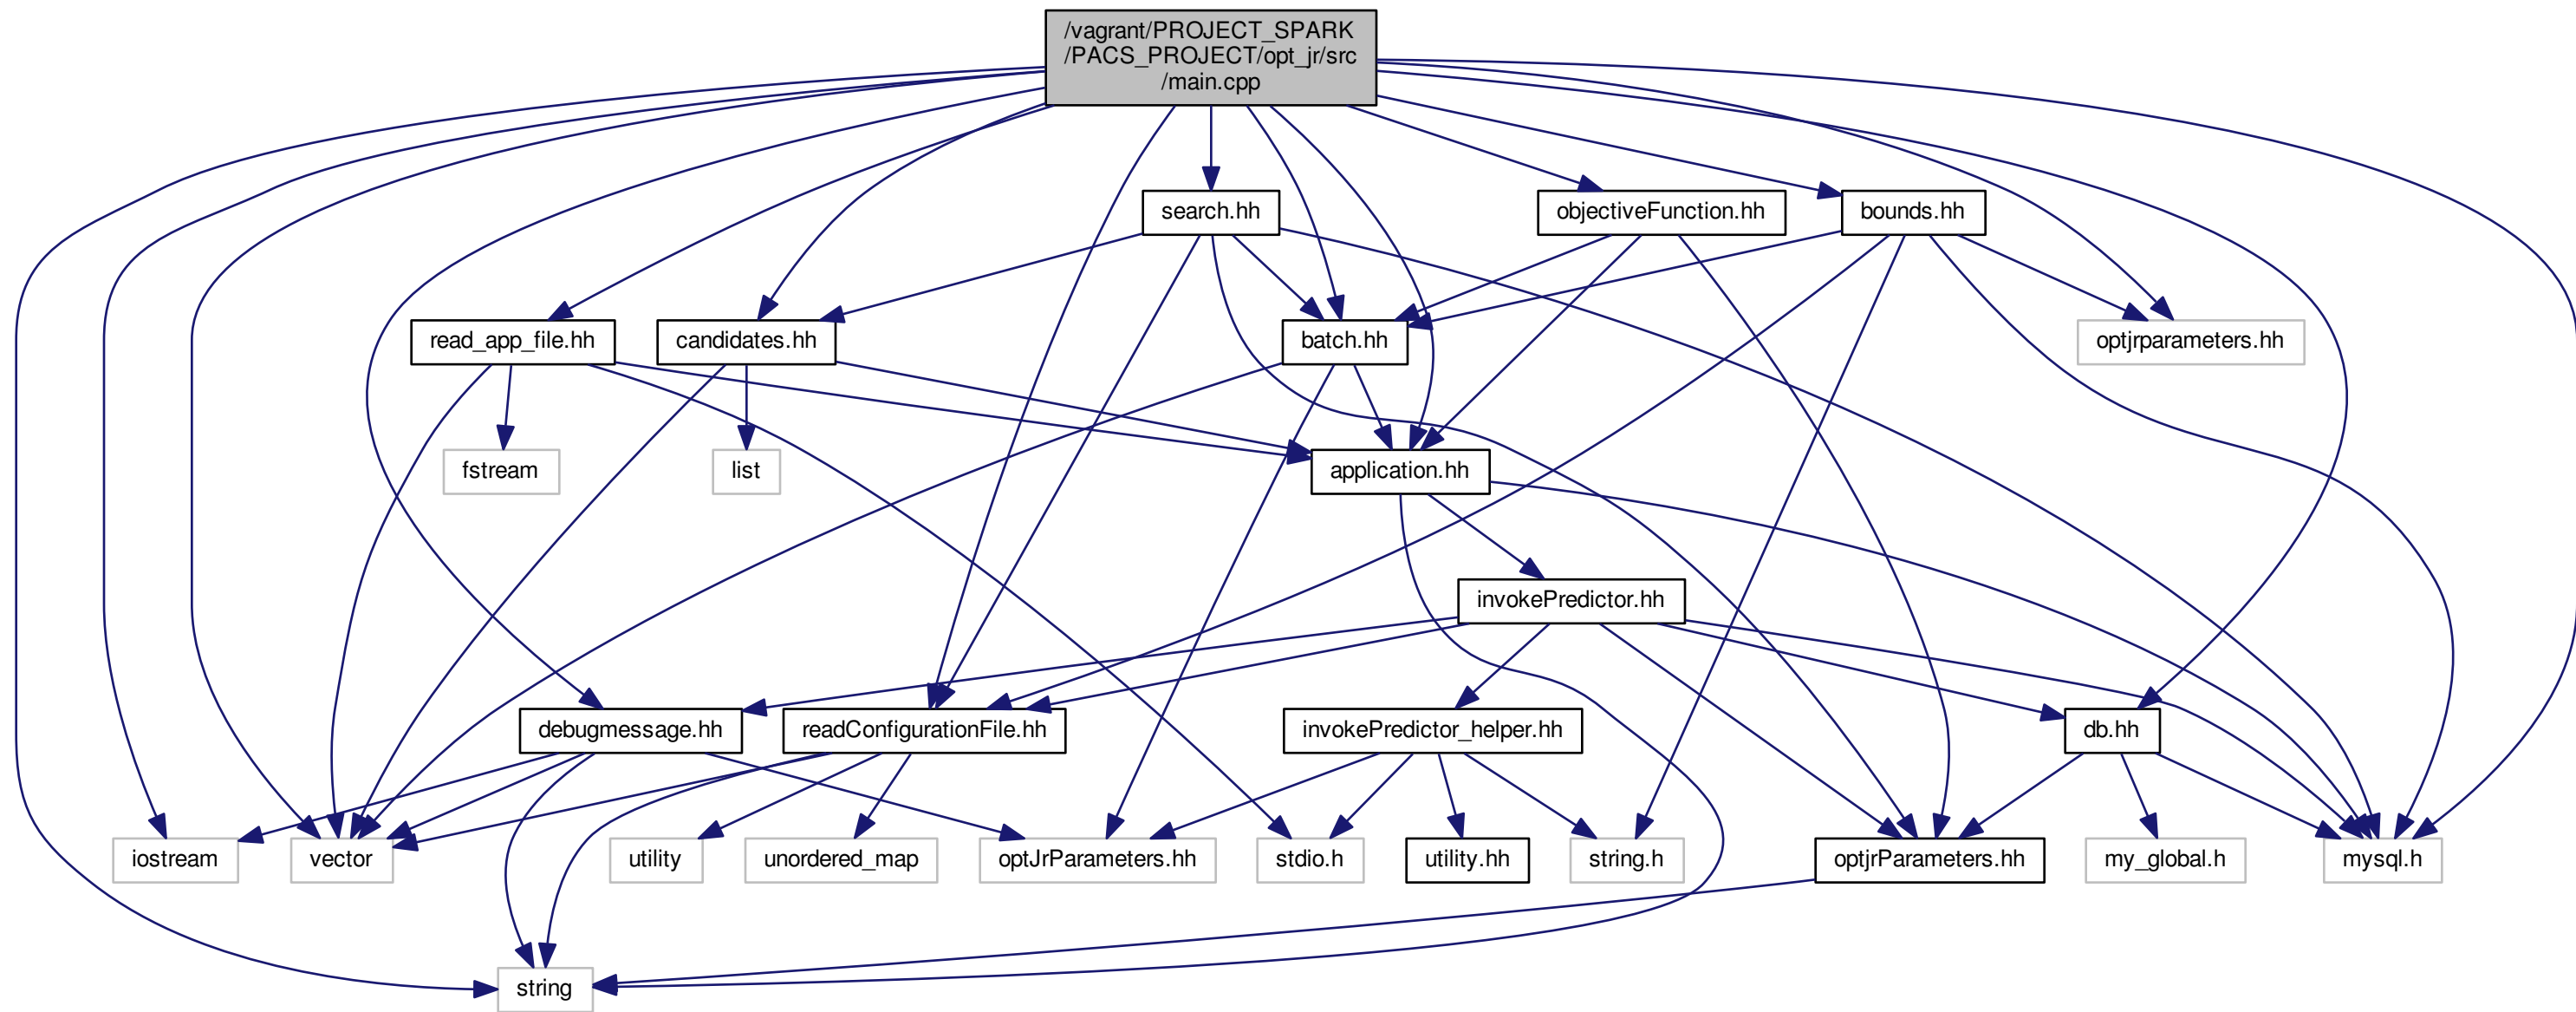 /vagrant/PROJECT_SPARK
/PACS_PROJECT/opt_jr/src
/main.cpp
search.hh
objectiveFunction.hh
bounds.hh
read_app_file.hh
candidates.hh
batch.hh
optjrparameters.hh
fstream
list
application.hh
invokePredictor.hh
debugmessage.hh
readConfigurationFile.hh
invokePredictor_helper.hh
db.hh
iostream
vector
utility
unordered_map
optJrParameters.hh
stdio.h
utility.hh
string.h
optjrParameters.hh
my_global.h
mysql.h
string